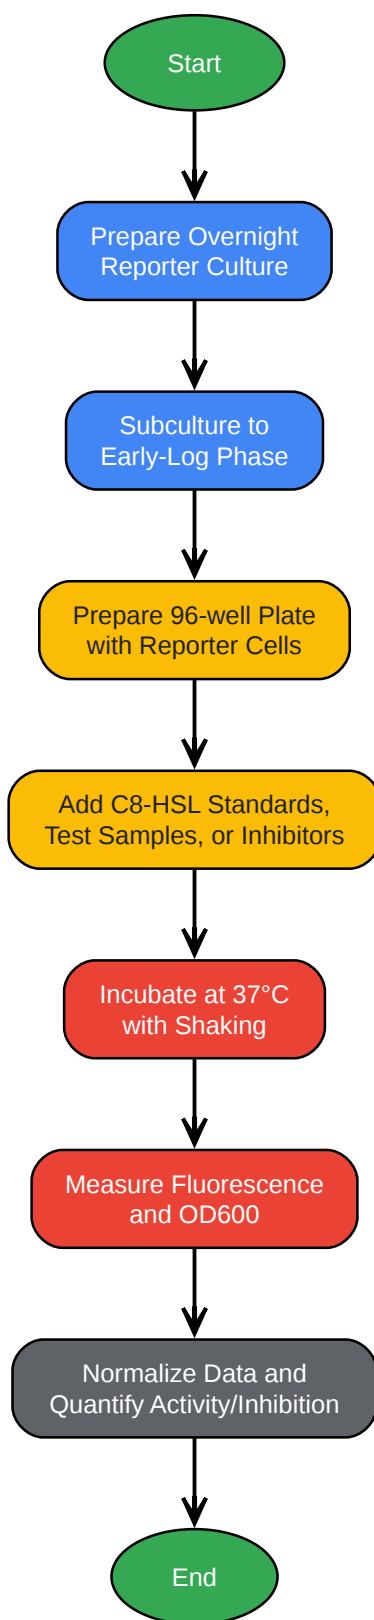 Start
Prepare Overnight
Reporter Culture
Subculture to
Early-Log Phase
Prepare 96-well Plate
with Reporter Cells
Add C8-HSL Standards,
Test Samples, or Inhibitors
Incubate at 37°C
with Shaking
Measure Fluorescence
and OD600
Normalize Data and
Quantify Activity/Inhibition
End